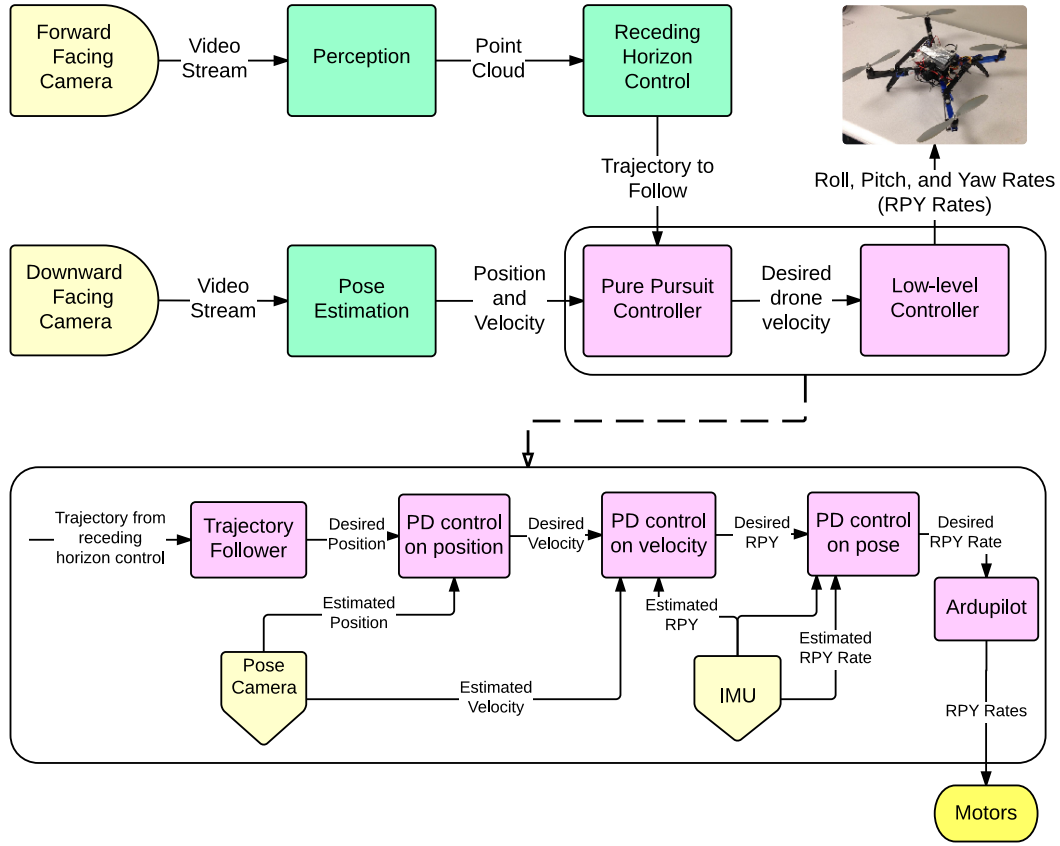 Forward
Facing
Camera
Video
Stream
Perception
Point
Cloud
Receding
Horizon
Control
Trajectory to
Follow
Roll, Pitch, and Yaw Rates
(RPY Rates)
Downward
Facing
Camera
Video
Stream
Pose
Estimation
Position
and
Velocity
Pure Pursuit
Controller
Desired
drone
velocity
Low-level
Controller
Trajectory from
receding
horizon control
Trajectory
Follower
Desired
Position
PD control
on position
Desired
Velocity
PD control
on velocity
Desired
RPY
PD control
on pose
Desired
RPY Rate
Ardupilot
Estimated
Position
Estimated
RPY
Estimated
RPY Rate
Pose
Camera
Estimated
Velocity
IMU
RPY Rates
Motors